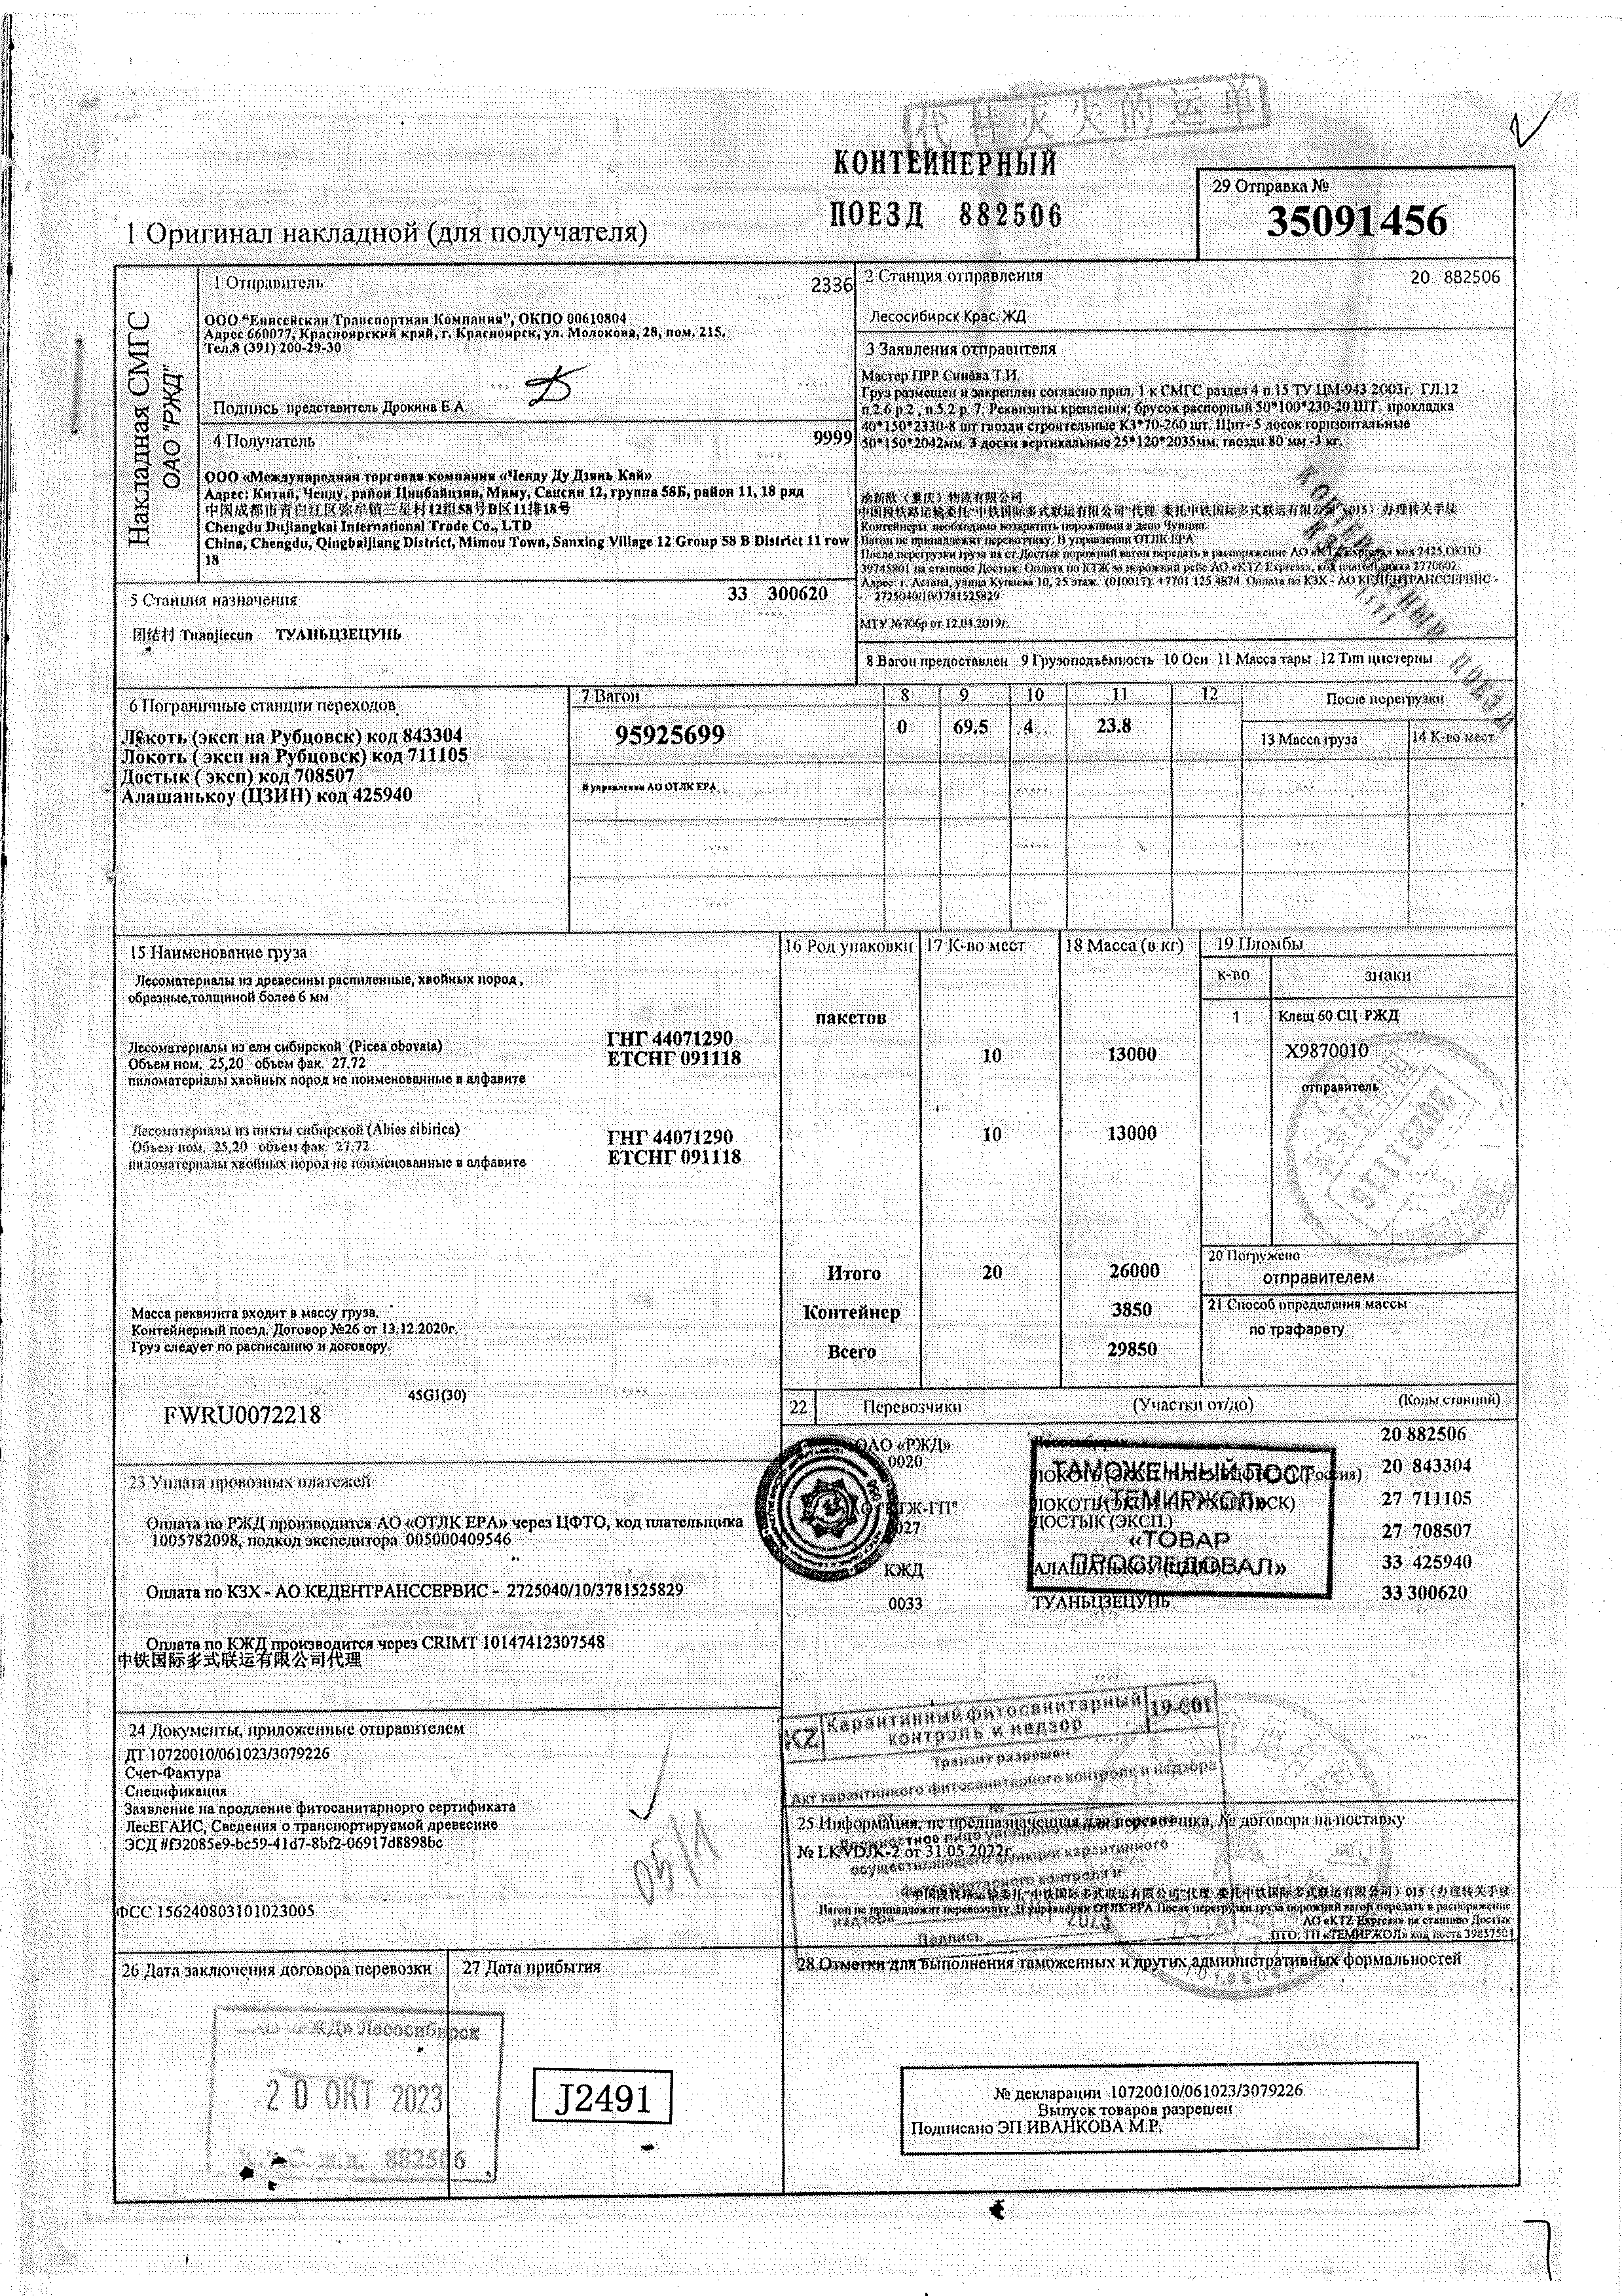 代替灭失的运单
КОНТЕЙНЕРНЫЙ
ПОЕЗД 882506
29 Отправка №
35091456
1 Оригинал накладной (для получателя)
Накладная СМГС
ОАО "РЖД"
1 Отправитель
2336
ООО "Енисейская Транспортная Компания", ОКПО 00610804
Адрес 660077, Красноярский край, г. Красноярск, ул. Молокова, 28, пом. 215.
Тел.8 (391) 200-29-30
Подпись представитель Дрокина Е А
2 Станция отправления
20 882506
Лесосибирск Крас. ЖД
3 Заявления отправителя
Мастер ПРР Синёва Т.И.
Груз размещен и закреплен согласно прил. 1 к СМГС раздел 4 п.15 ТУ ЦМ-943 2003г. ГЛ.12
п.2.6 р.2 , п.5.2 р. 7. Реквизиты крепления: брусок распорный 50*100*230-20 ШТ, прокладка
40*150*2330-8 шт гвозди строительные К3*70-260 шт. Щит- 5 досок горизонтальные
50*150*2042мм, 3 доски вертикальные 25*120*2035мм, гвозди 80 мм -3 кг.
4 Получатель
9999
ООО «Международная торговая компания «Ченду Ду Дзянь Кай»
Адрес: Китай, Ченду, район Цинбайцзян, Миму, Сансин 12, группа 58Б, район 11, 18 ряд
中国成都市青白江区弥牟镇三星村12组58号B区11排18号
Chengdu Dujiangkai International Trade Co., LTD
China, Chengdu, Qingbaijiang District, Mimou Town, Sanxing Village 12 Group 58 B District 11 row
18
渝新欧（重庆）物流有限公司
中国段铁路运输委托"中铁国际多式联运有限公司"代理 委托中铁国际多式联运有限公司 办理转关手续
Контейнеры необходимо возвратить порожними в депо Чунцин.
Вагон не принадлежит перевозчику. В управлении ОТЛК ЕРА
После перегрузки груза на ст.Достык порожний вагон передать в распоряжение АО «KTZ Express» код 2425,ОКПО
39745801 на станцию Достык. Оплата по КТЖ за порожний рейс АО «KTZ Express», код плательщика 2770602
Адрес: г. Астана, улица Кунаева 10, 25 этаж. (010017) +7701 125 4874 Оплата по КЗХ - АО КЕДЕНТРАНССЕРВИС -
2725040/10/3781525829
МТУ №706р от 12.04.2019г.
5 Станция назначения
33 300620
团结村 Tuanjiecun ТУАНЬЦЗЕЦУНЬ
8 Вагон предоставлен 9 Грузоподъёмность 10 Оси 11 Масса тары 12 Тип цистерны
6 Пограничные станции переходов
Локоть (эксп на Рубцовск) код 843304
Локоть ( эксп на Рубцовск) код 711105
Достык ( эксп) код 708507
Алашанькоу (ЦЗИН) код 425940
7 Вагон
8 9 10 11 12
После перегрузки
95925699
0 69.5 4 23.8
13 Масса груза
14 К-во мест
В управлении АО ОТЛК ЕРА
15 Наименование груза
16 Род упаковки
17 К-во мест
18 Масса (в кг)
19 Пломбы
к-во
знаки
Лесоматериалы из древесины распиленные, хвойных пород ,
обрезные,толщиной более 6 мм
пакетов
1
Клещ 60 СЦ РЖД
Х9870010
отправитель
Лесоматериалы из ели сибирской (Picea obovata)
ГНГ 44071290
Объем ном. 25,20 объем фак. 27.72
ЕТСНГ 091118
10
13000
пиломатериалы хвойных пород не поименованные в алфавите
Лесоматериалы из пихты сибирской (Abies sibirica)
ГНГ 44071290
10
13000
Объем ном. 25,20 объем фак. 27.72
ЕТСНГ 091118
пиломатериалы хвойных пород не поименованные в алфавите
20231116
Итого
20
26000
20 Погружено
отправителем
Контейнер
3850
21 Способ определения массы
по трафарету
Всего
29850
Масса реквизита входит в массу груза.
Контейнерный поезд. Договор №26 от 13.12.2020г.
Груз следует по расписанию и договору.
45G1(30)
FWRU0072218
22
Перевозчики
(Участки от/до)
(Коды станций)
ОАО «РЖД»
0020
20 882506
20 843304
27 711105
ДОСТЫК (ЭКСП.)
27 708507
КЖД
33 425940
0033
ТУАНЬЦЗЕЦУНЬ
33 300620
ТАМОЖЕННЫЙ ПОСТ
«ТЕМИРЖОЛ»
«ТОВАР
ПРОСЛЕДОВАЛ»
23 Уплата провозных платежей
Оплата по РЖД производится АО «ОТЛК ЕРА» через ЦФТО, код плательщика
1005782098, подкод экспедитора 005000409546
Оплата по КЗХ - АО КЕДЕНТРАНССЕРВИС - 2725040/10/3781525829
Оплата по КЖД производится через CRIMT 10147412307548
中铁国际多式联运有限公司代理
24 Документы, приложенные отправителем
ДТ 10720010/061023/3079226
Счет-Фактура
Спецификация
Заявление на продление фитосанитарнорго сертификата
ЛесЕГАИС, Сведения о транспортируемой древесине
ЭСД #f32085e9-bc59-41d7-8bf2-06917d8898bc
05/1
ФСС 156240803101023005
KZ
Карантинный фитосанитарный
контроль и надзор
19-001
Транзит разрешен
Акт карантинного фитосанитарного контроля и надзора
25 Информация, не предназначенная для перевозчика, № договора на поставку
№ LKVDJK-2 от 31.05.2022г.
中国段铁路运输委托"中铁国际多式联运有限公司"代理 委托中铁国际多式联运有限公司）015（办理转关手续
Вагон не принадлежит перевозчику. В управлении ОТЛК ЕРА После перегрузки груза порожний вагон передать в распоряжение
АО «KTZ Express» на станцию Достык
ПТО: ТП «ТЕМИРЖОЛ» код поста 39857501
2023
Подпись
26 Дата заключения договора перевозки
27 Дата прибытия
28 Отметки для выполнения таможенных и других административных формальностей
ОАО «РЖД» Лесосибирск
20 ОКТ 2023
882506
J2491
№ декларации 10720010/061023/3079226
Выпуск товаров разрешен
Подписано ЭП ИВАНКОВА М.Р.